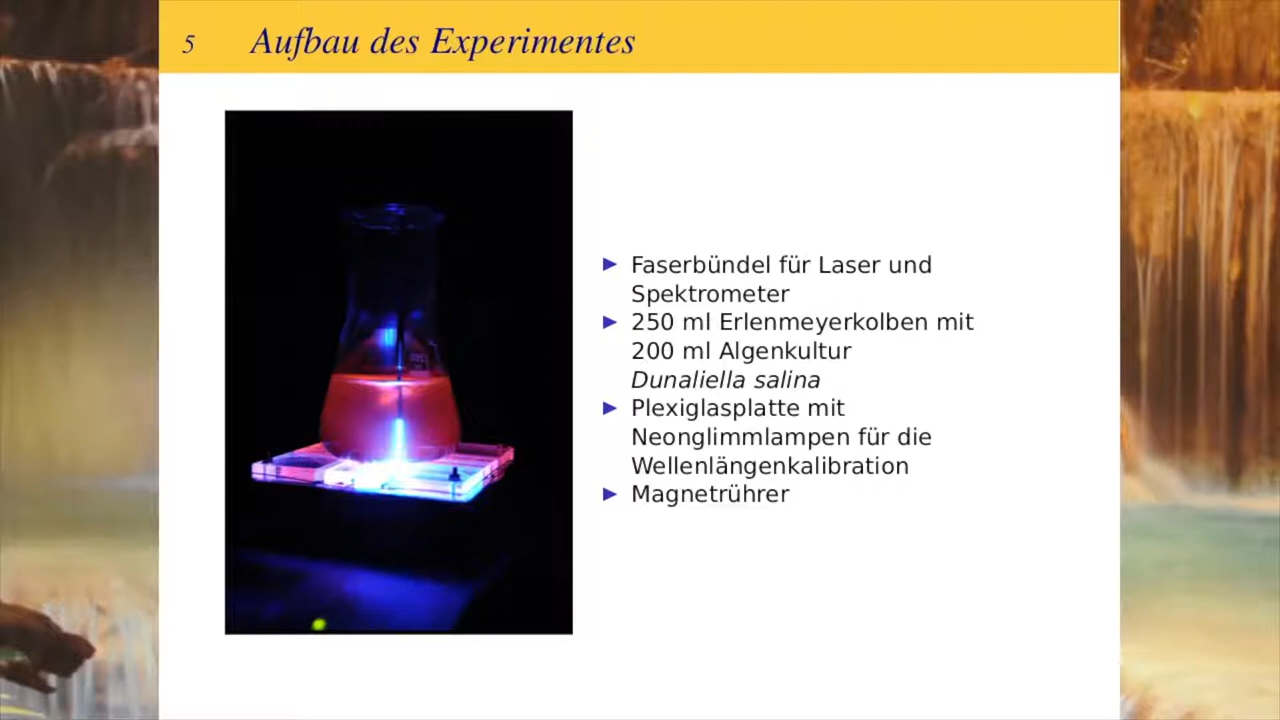 5 Aufbau des Experimentes
▶ Faserbündel für Laser und
Spektrometer
▶ 250 ml Erlenmeyerkolben mit
200 ml Algenkultur
Dunaliella salina
▶ Plexiglasplatte mit
Neonglimmlampen für die
Wellenlängenkalibration
▶ Magnetrührer